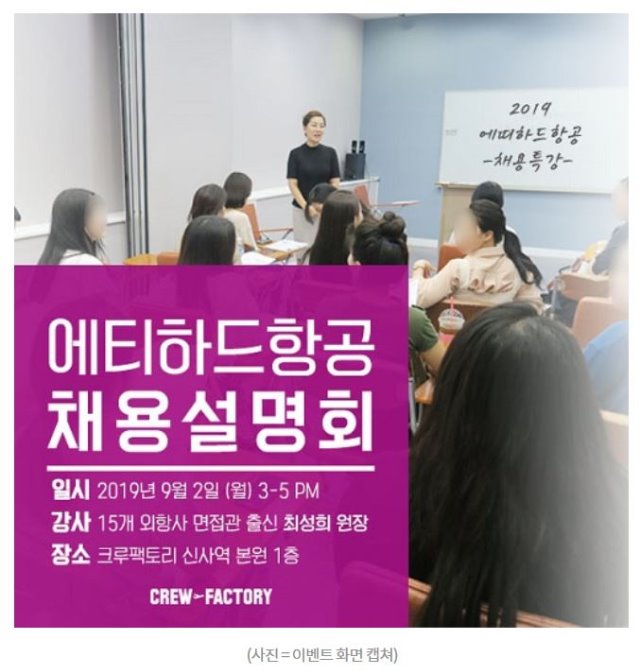 2019
에띠하드항공
-채용특강-
에티하드항공
채용설명회
일시 2019년 9월 2일 (월) 3-5 PM
강사 15개 외항사 면접관 출신 최성희 원장
장소 크루팩토리 신사역 본원 1층
CREW FACTORY
(사진 = 이벤트 화면 캡쳐)